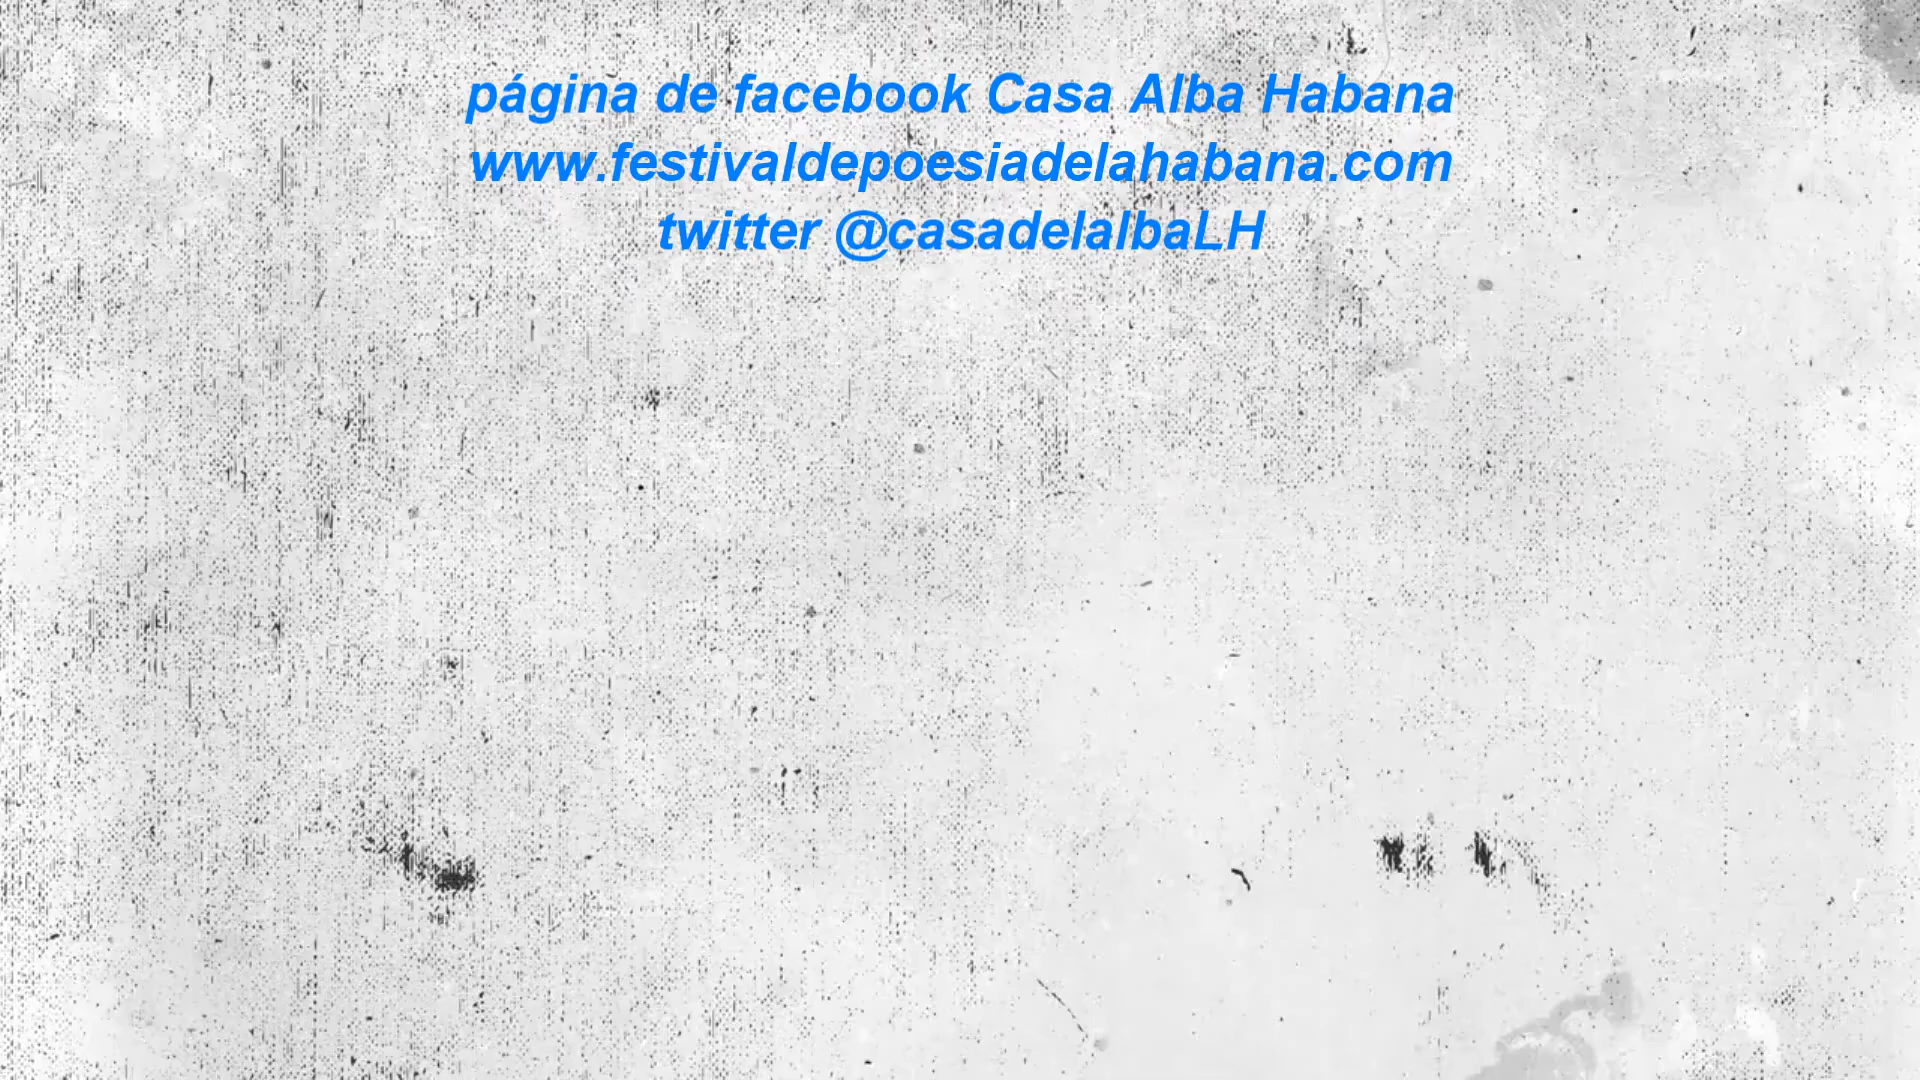 página de facebook Casa Alba Habana
www.festivaldepoesiadelahabana.com
twitter @casadelalbaLH